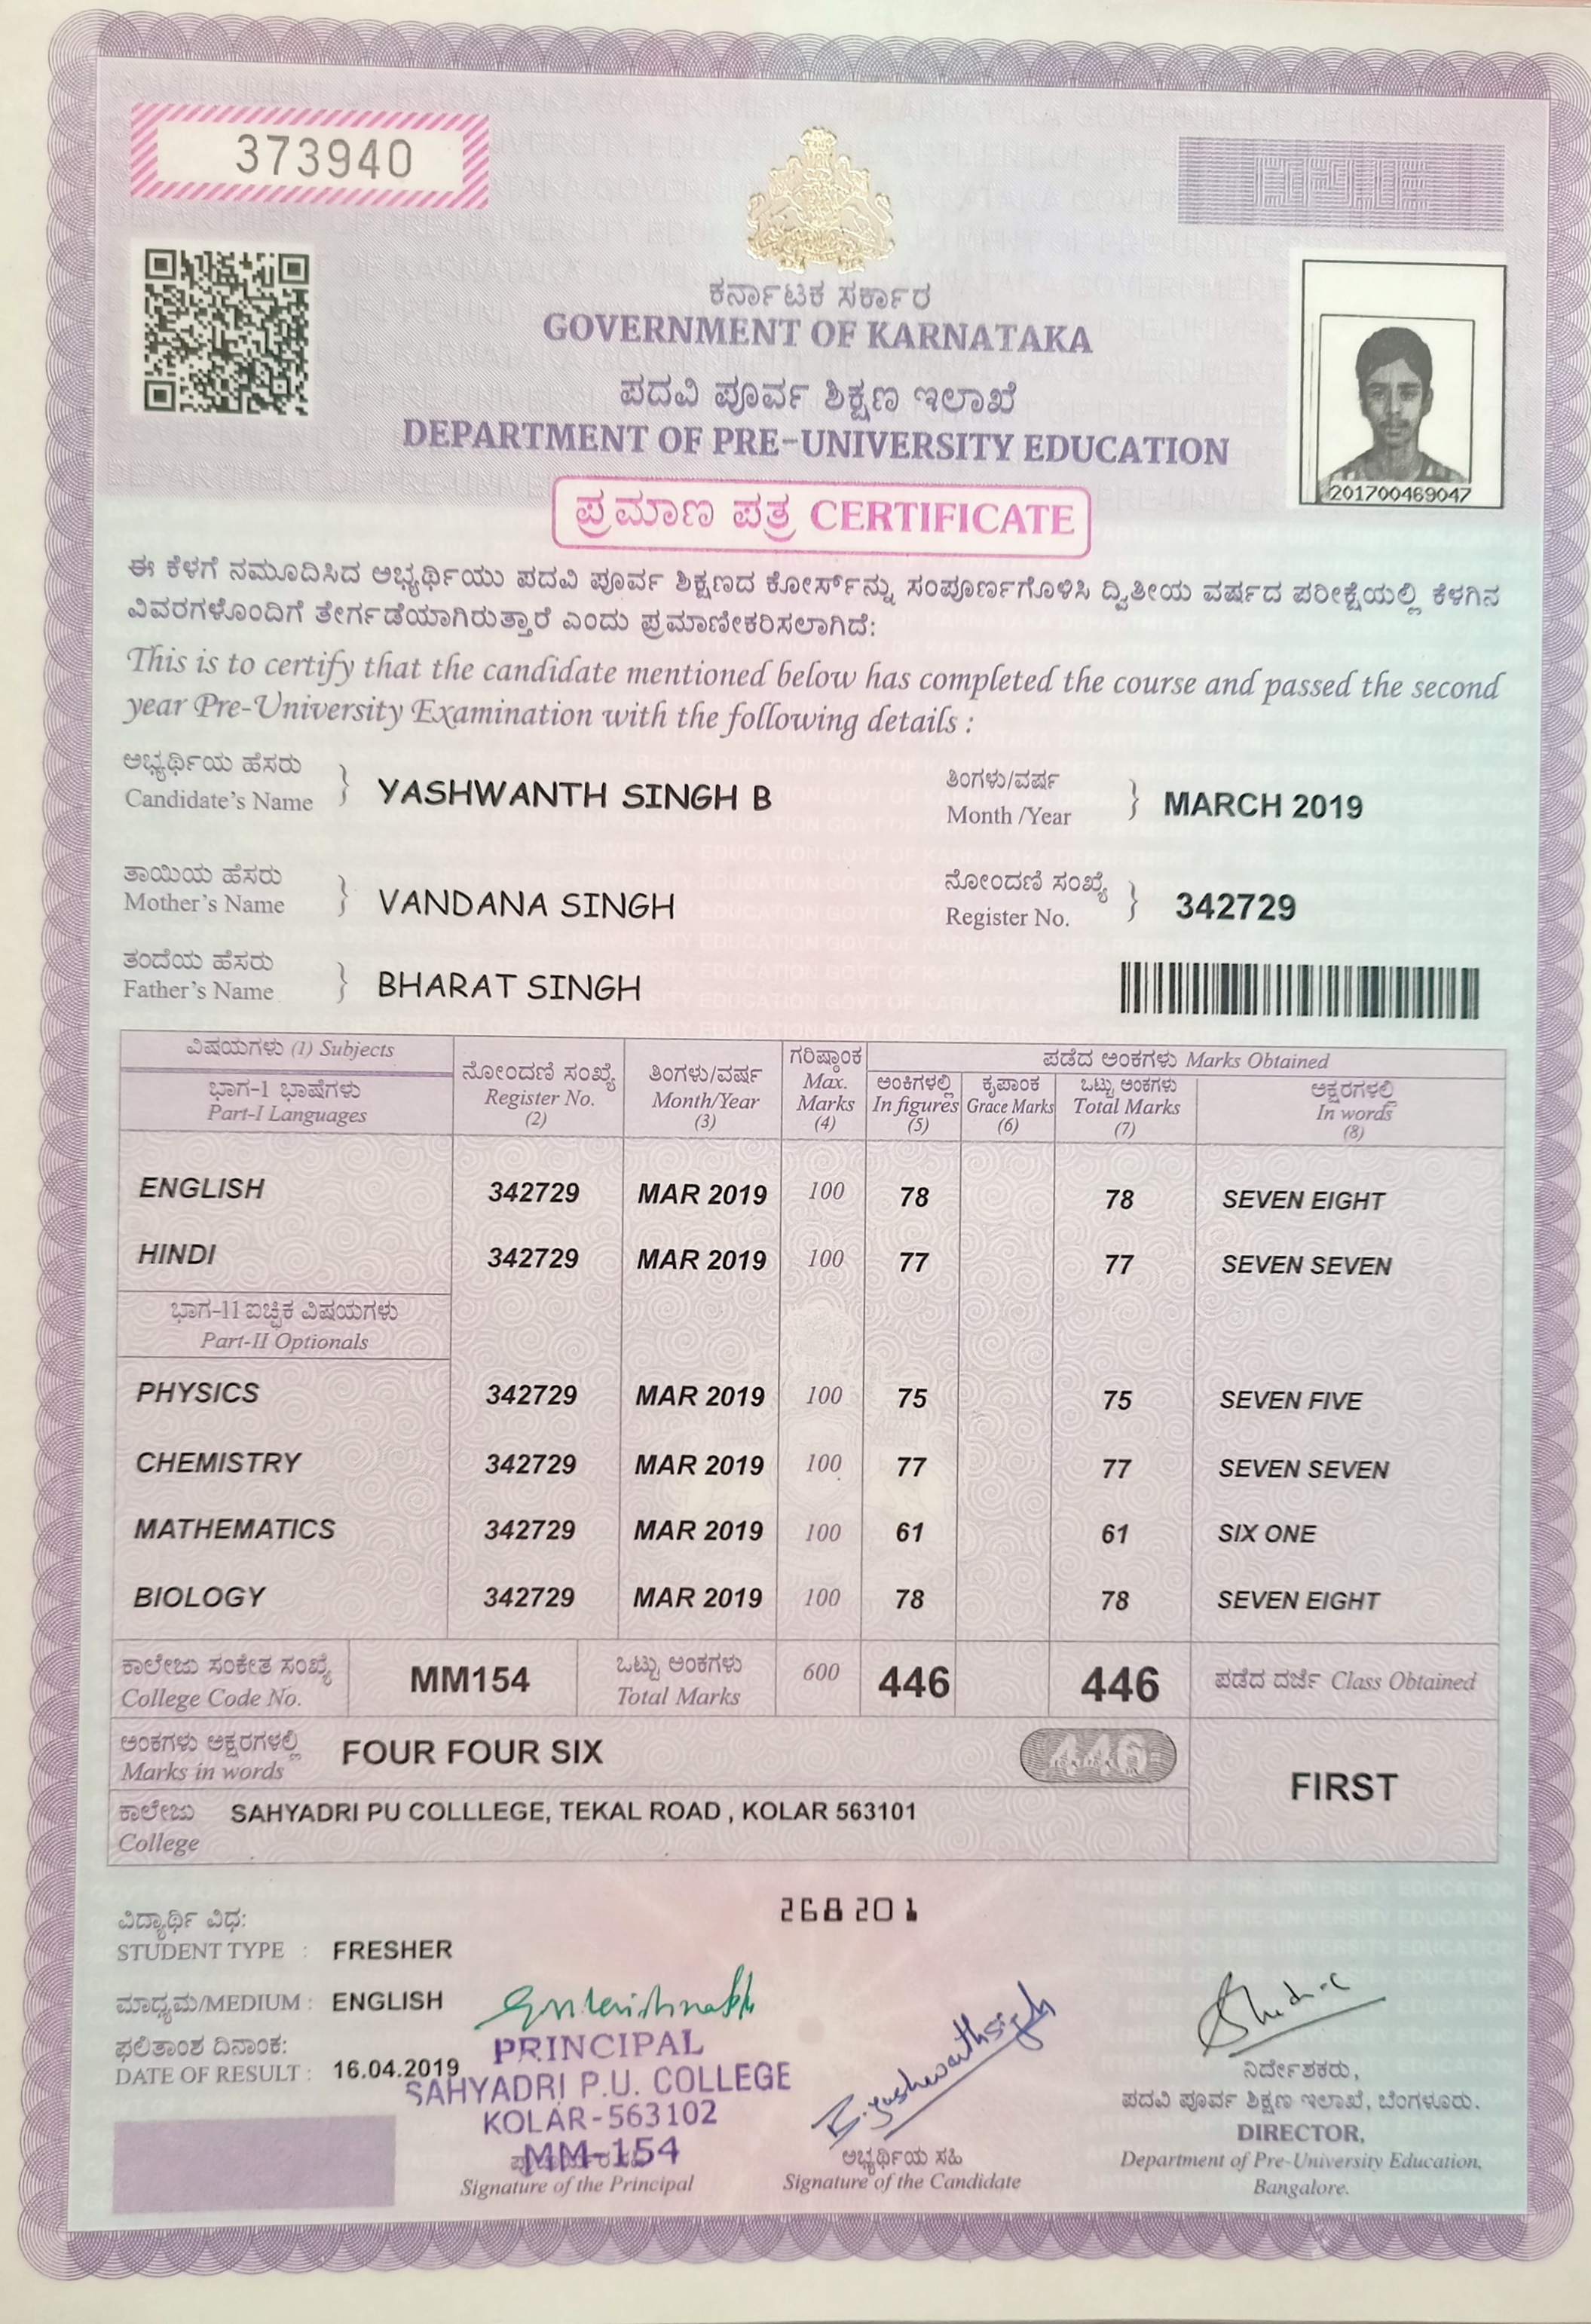 373940
ಕರ್ನಾಟಕ ಸರ್ಕಾರ
GOVERNMENT OF KARNATAKA
ಪದವಿ ಪೂರ್ವ ಶಿಕ್ಷಣ ಇಲಾಖೆ
DEPARTMENT OF PRE-UNIVERSITY EDUCATION
201700469047
ಪ್ರಮಾಣ ಪತ್ರ CERTIFICATE
ಈ ಕೆಳಗೆ ನಮೂದಿಸಿದ ಅಭ್ಯರ್ಥಿಯು ಪದವಿ ಪೂರ್ವ ಶಿಕ್ಷಣದ ಕೋರ್ಸ್‌ನ್ನು ಸಂಪೂರ್ಣಗೊಳಿಸಿ ದ್ವಿತೀಯ ವರ್ಷದ ಪರೀಕ್ಷೆಯಲ್ಲಿ ಕೆಳಗಿನ
ವಿವರಗಳೊಂದಿಗೆ ತೇರ್ಗಡೆಯಾಗಿರುತ್ತಾರೆ ಎಂದು ಪ್ರಮಾಣೀಕರಿಸಲಾಗಿದೆ:
This is to certify that the candidate mentioned below has completed the course and passed the second
year Pre-University Examination with the following details :
ಅಭ್ಯರ್ಥಿಯ ಹೆಸರು
Candidate's Name } YASHWANTH SINGH B
ತಿಂಗಳು/ವರ್ಷ
Month /Year } MARCH 2019
ತಾಯಿಯ ಹೆಸರು
Mother's Name } VANDANA SINGH
ನೋಂದಣಿ ಸಂಖ್ಯೆ
Register No. } 342729
ತಂದೆಯ ಹೆಸರು
Father's Name } BHARAT SINGH
ವಿಷಯಗಳು (1) Subjects
ಭಾಗ-1 ಭಾಷೆಗಳು
Part-I Languages
ನೋಂದಣಿ ಸಂಖ್ಯೆ
Register No.
(2)
ತಿಂಗಳು/ವರ್ಷ
Month/Year
(3)
ಗರಿಷ್ಠಾಂಕ
Max.
Marks
(4)
ಪಡೆದ ಅಂಕಗಳು Marks Obtained
ಅಂಕಿಗಳಲ್ಲಿ
In figures
(5)
ಕೃಪಾಂಕ
Grace Marks
(6)
ಒಟ್ಟು ಅಂಕಗಳು
Total Marks
(7)
ಅಕ್ಷರಗಳಲ್ಲಿ
In words
(8)
ENGLISH 342729 MAR 2019 100 78 78 SEVEN EIGHT
HINDI 342729 MAR 2019 100 77 77 SEVEN SEVEN
ಭಾಗ-11 ಐಚ್ಛಿಕ ವಿಷಯಗಳು
Part-II Optionals
PHYSICS 342729 MAR 2019 100 75 75 SEVEN FIVE
CHEMISTRY 342729 MAR 2019 100 77 77 SEVEN SEVEN
MATHEMATICS 342729 MAR 2019 100 61 61 SIX ONE
BIOLOGY 342729 MAR 2019 100 78 78 SEVEN EIGHT
ಕಾಲೇಜು ಸಂಕೇತ ಸಂಖ್ಯೆ
College Code No. MM154
ಒಟ್ಟು ಅಂಕಗಳು
Total Marks 600 446 446
ಪಡೆದ ದರ್ಜೆ Class Obtained
ಅಂಕಗಳು ಅಕ್ಷರಗಳಲ್ಲಿ
Marks in words FOUR FOUR SIX 446
FIRST
ಕಾಲೇಜು
College SAHYADRI PU COLLLEGE, TEKAL ROAD , KOLAR 563101
268201
ವಿದ್ಯಾರ್ಥಿ ವಿಧ:
STUDENT TYPE : FRESHER
ಮಾಧ್ಯಮ/MEDIUM : ENGLISH
ಫಲಿತಾಂಶ ದಿನಾಂಕ:
DATE OF RESULT : 16.04.2019
PRINCIPAL
SAHYADRI P.U. COLLEGE
KOLAR-563102
MM-154
Signature of the Principal
B.Yashwanthsingh
ಅಭ್ಯರ್ಥಿಯ ಸಹಿ
Signature of the Candidate
ನಿರ್ದೇಶಕರು,
ಪದವಿ ಪೂರ್ವ ಶಿಕ್ಷಣ ಇಲಾಖೆ, ಬೆಂಗಳೂರು.
DIRECTOR,
Department of Pre-University Education,
Bangalore.